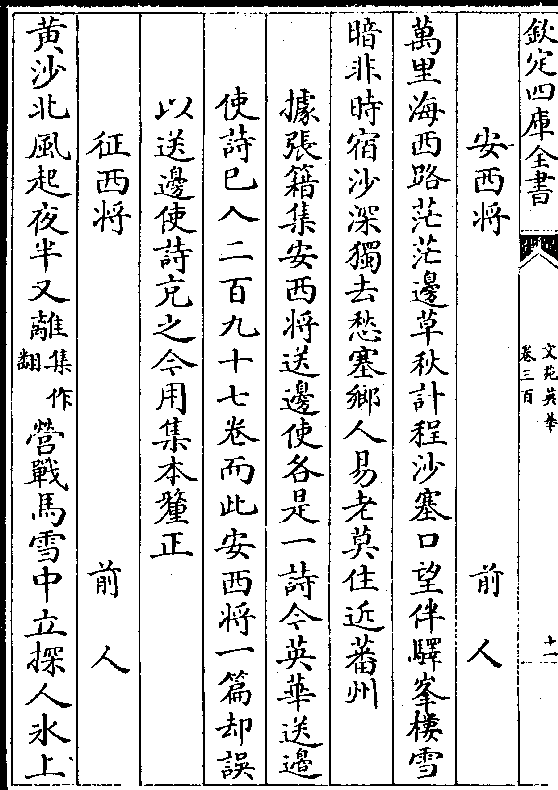 欽定四庫全書
文苑英華
卷三百
十一
安西将 前人
萬里海西路茫茫邊草秋計程沙塞口望伴驛峯棲雪
暗非時宿沙深獨去愁塞鄉人易老莫住近蕃州
據張籍集安西将送邊使各是一詩今英華送邊
使詩已入二百九十七卷而此安西将一篇却誤
以送邊使詩充之今用集本釐正
征西将 前人
黄沙北風起夜半又離集作翻營戰馬雪中立探人氷上